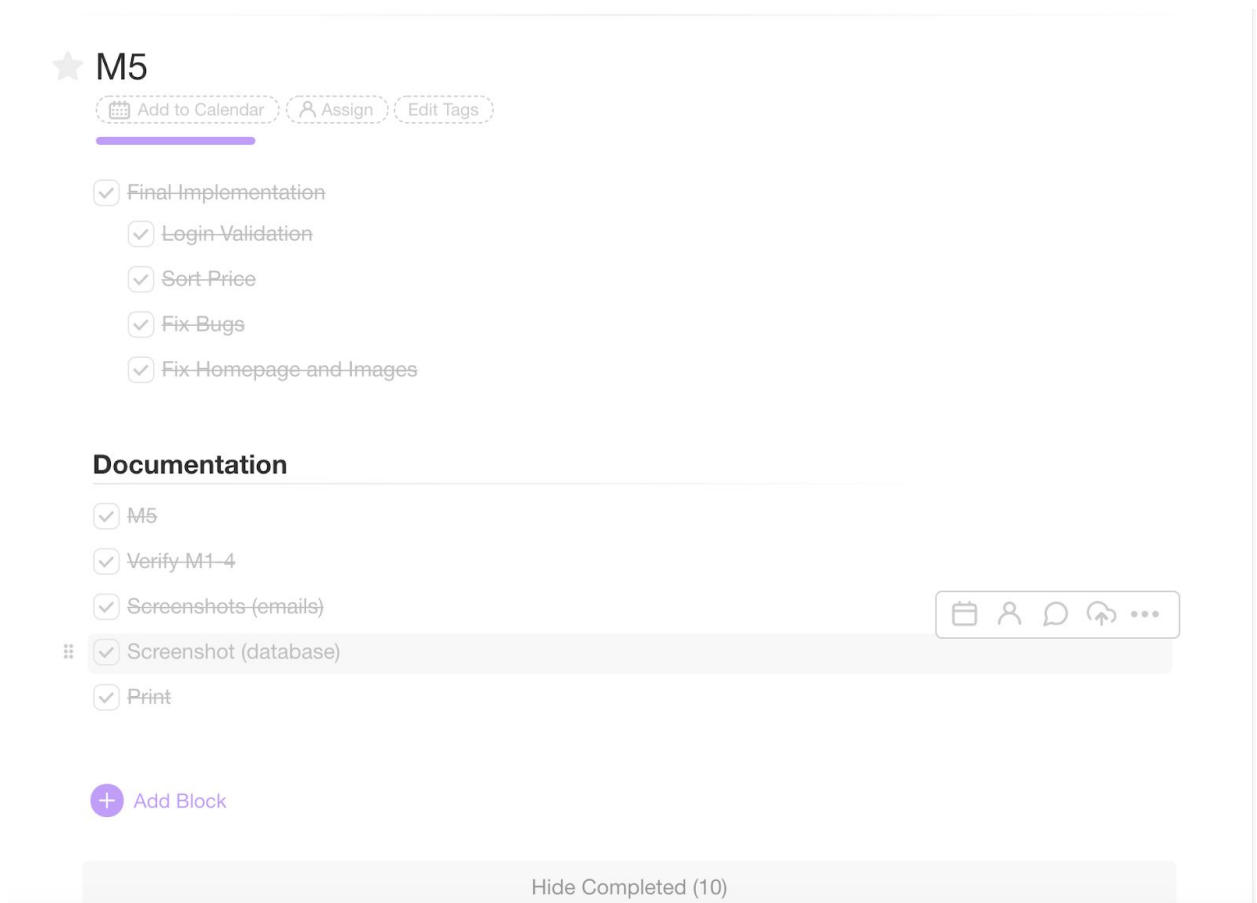 M5
Add to Calendar Assign Edit Tags
Final Implementation
Login Validation
Sort Price
Fix Bugs
Fix Homepage and Images
Documentation
M5
Verify M1-4
Screenshots (emails)
Screenshot (database)
Print
Add Block
Hide Completed (10)